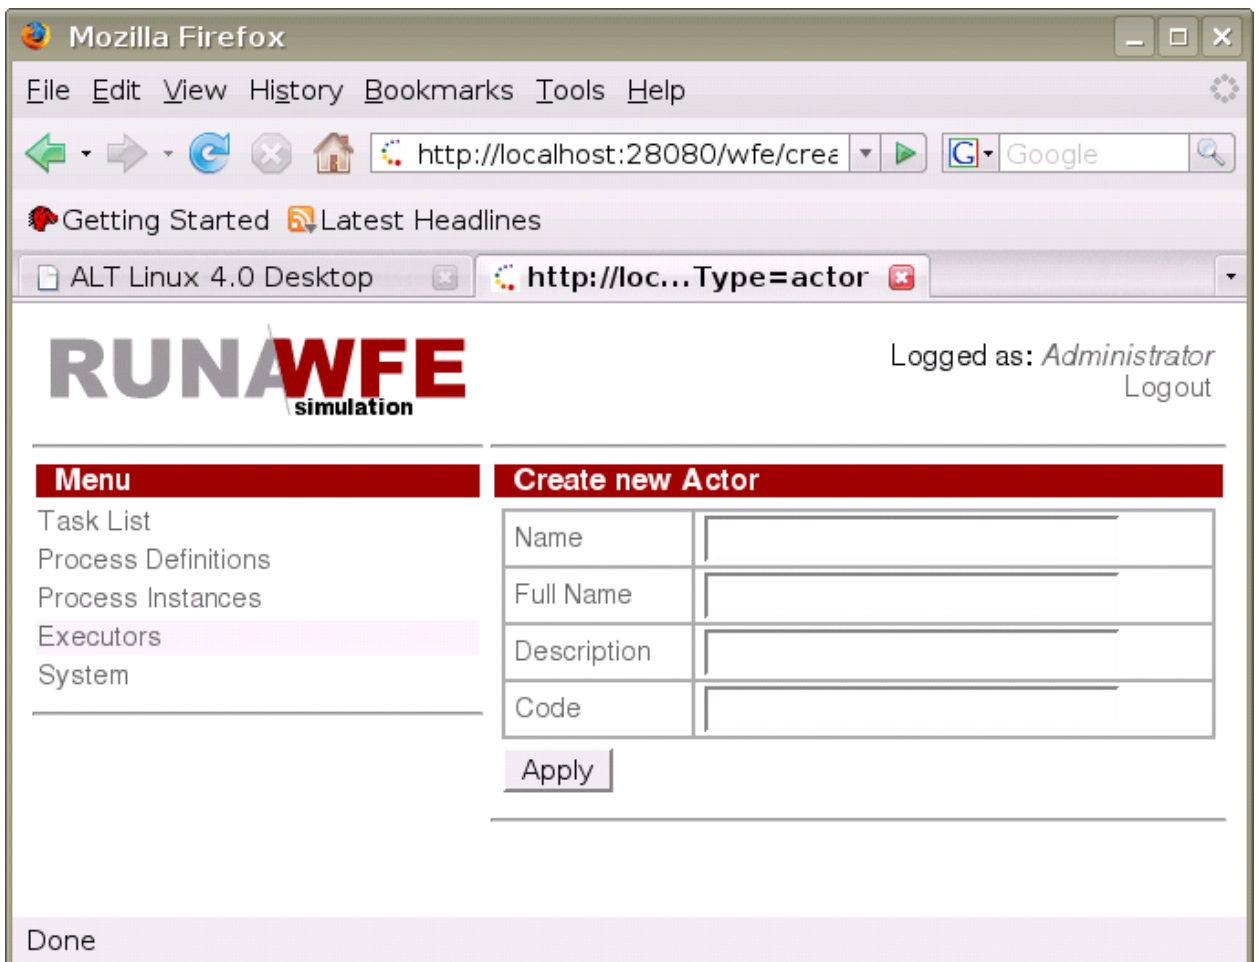 Mozilla Firefox
File Edit View History Bookmarks Tools Help
http://localhost:28080/wfe/crea G Google
Getting Started Latest Headlines
ALT Linux 4.0 Desktop http://loc...Type=actor
RUNAWFE
simulation
Logged as: Administrator
Logout
Menu
Task List
Process Definitions
Process Instances
Executors
System
Create new Actor
Name
Full Name
Description
Code
Apply
Done